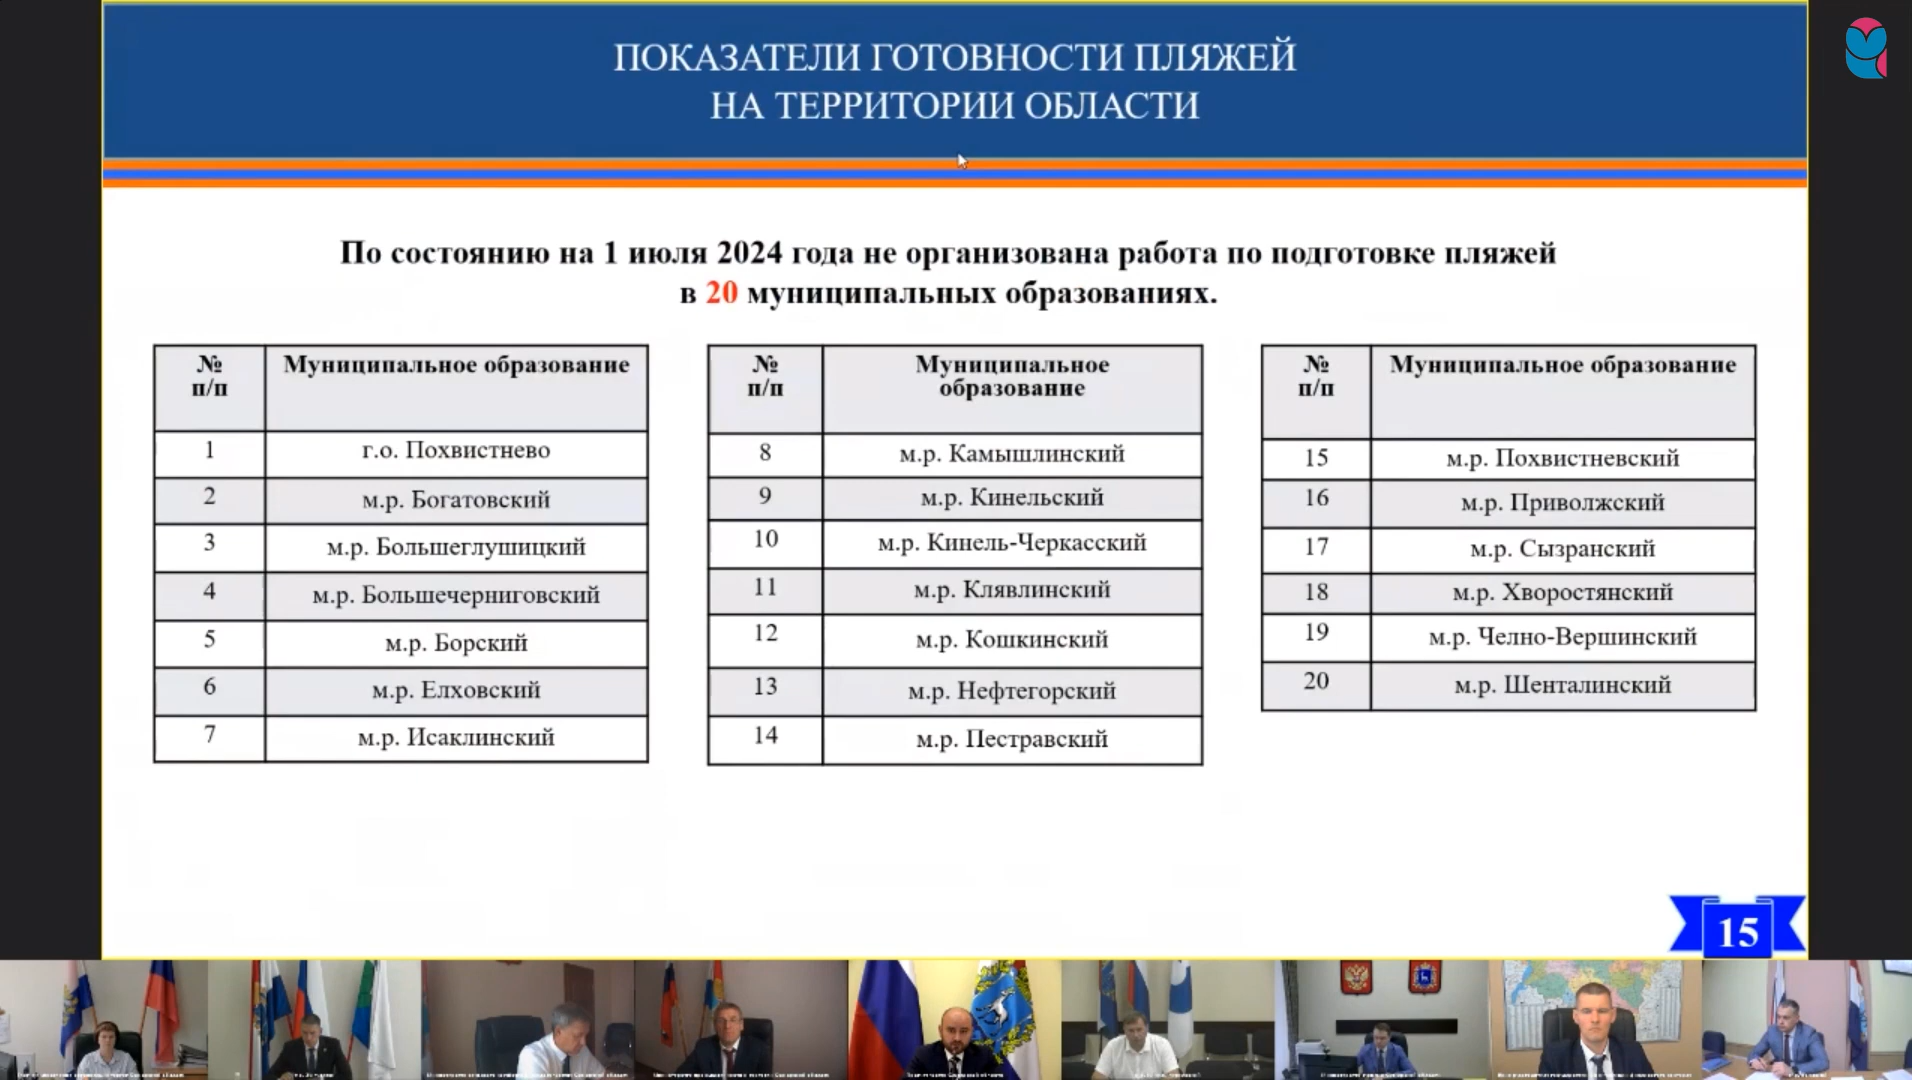 ПОКАЗАТЕЛИ ГОТОВНОСТИ ПЛЯЖЕЙ
НА ТЕРРИТОРИИ ОБЛАСТИ
По состоянию на 1 июля 2024 года не организована работа по подготовке пляжей
в 20 муниципальных образованиях.
№ п/п Муниципальное образование
1 г.о. Похвистнево
2 м.р. Богатовский
3 м.р. Большеглушицкий
4 м.р. Большечерниговский
5 м.р. Борский
6 м.р. Елховский
7 м.р. Исаклинский
№ п/п Муниципальное образование
8 м.р. Камышлинский
9 м.р. Кинельский
10 м.р. Кинель-Черкасский
11 м.р. Клявлинский
12 м.р. Кошкинский
13 м.р. Нефтегорский
14 м.р. Пестравский
№ п/п Муниципальное образование
15 м.р. Похвистневский
16 м.р. Приволжский
17 м.р. Сызранский
18 м.р. Хворостянский
19 м.р. Челно-Вершинский
20 м.р. Шенталинский
15